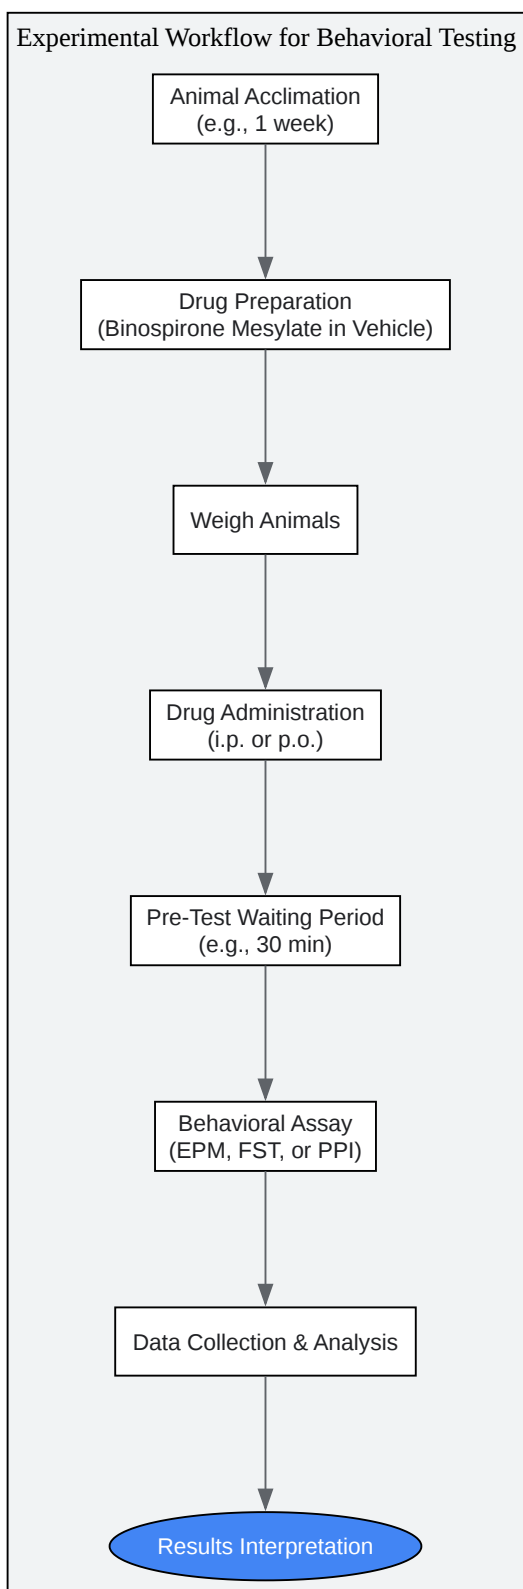 Experimental Workflow for Behavioral Testing
Animal Acclimation
(e.g., 1 week)
Drug Preparation
(Binospirone Mesylate in Vehicle)
Weigh Animals
Drug Administration
(i.p. or p.o.)
Pre-Test Waiting Period
(e.g., 30 min)
Behavioral Assay
(EPM, FST, or PPI)
Data Collection & Analysis
Results Interpretation